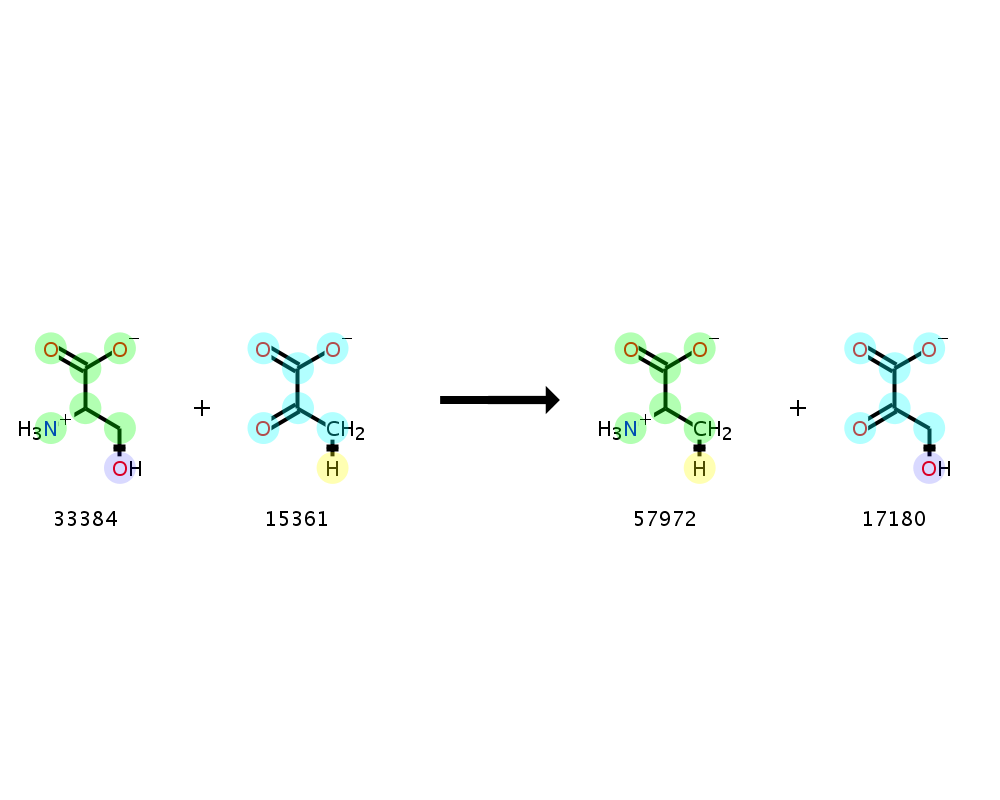 O O⁻ O O⁻ O O⁻ O O⁻
H₃N⁺ + O CH₂ H₃N⁺ CH₂ + O
OH H H OH
33384 15361 57972 17180